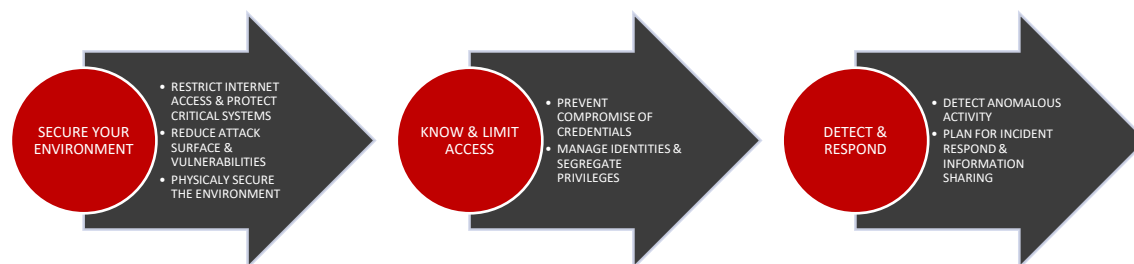 SECURE YOUR
ENVIRONMENT
• RESTRICT INTERNET
ACCESS & PROTECT
CRITICAL SYSTEMS
• REDUCE ATTACK
SURFACE &
VULNERABILITIES
• PHYSICALY SECURE
THE ENVIRONMENT
KNOW & LIMIT
ACCESS
• PREVENT
COMPROMISE OF
CREDENTIALS
• MANAGE IDENTITIES &
SEGREGATE
PRIVILEGES
DETECT &
RESPOND
• DETECT ANOMALOUS
ACTIVITY
• PLAN FOR INCIDENT
RESPOND &
INFORMATION
SHARING